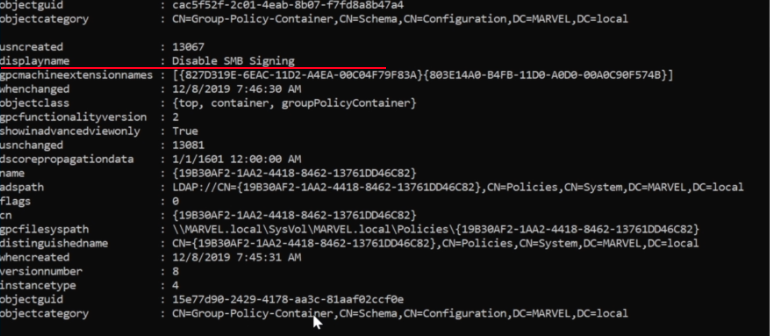 objectguid : cac5f52f-2c01-4eab-8b07-f7fd8a8b47a4
objectcategory : CN=Group-Policy-Container,CN=Schema,CN=Configuration,DC=MARVEL,DC=local
usncreated : 13067
displayname : Disable SMB Signing
gpcmachineextensionnames : [{827D319E-6EAC-11D2-A4EA-00C04F79F83A}{803E14A0-B4FB-11D0-A0D0-00A0C90F574B}]
whenchanged : 12/8/2019 7:46:30 AM
objectclass : {top, container, groupPolicyContainer}
gpcfunctionalityversion : 2
showinadvancedviewonly : True
usnchanged : 13081
dscorepropagationdata : 1/1/1601 12:00:00 AM
name : {19B30AF2-1AA2-4418-8462-13761DD46C82}
adspath : LDAP://CN={19B30AF2-1AA2-4418-8462-13761DD46C82},CN=Policies,CN=System,DC=MARVEL,DC=local
flags : 0
cn : {19B30AF2-1AA2-4418-8462-13761DD46C82}
gpcfilesyspath : \\MARVEL.local\SysVol\MARVEL.local\Policies\{19B30AF2-1AA2-4418-8462-13761DD46C82}
distinguishedname : CN={19B30AF2-1AA2-4418-8462-13761DD46C82},CN=Policies,CN=System,DC=MARVEL,DC=local
whencreated : 12/8/2019 7:45:31 AM
versionnumber : 8
instancetype : 4
objectguid : 15e77d90-2429-4178-aa3c-81aaf02ccf0e
objectcategory : CN=Group-Policy-Container,CN=Schema,CN=Configuration,DC=MARVEL,DC=local